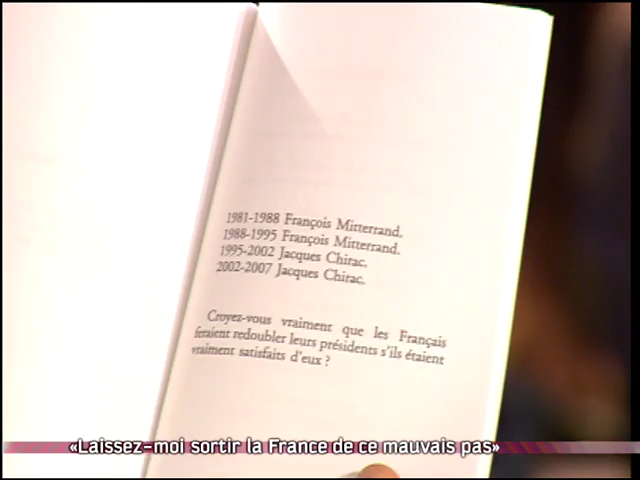 1981-1988 François Mitterrand.
1988-1995 François Mitterrand.
1995-2002 Jacques Chirac.
2002-2007 Jacques Chirac.
Croyez-vous vraiment que les Français
feraient redoubler leurs présidents s'ils étaient
vraiment satisfaits d'eux ?
«Laissez-moi sortir la France de ce mauvais pas»